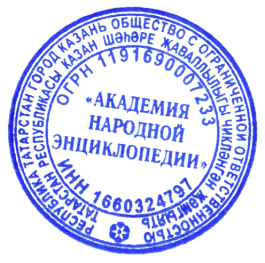 РЕСПУБЛИКА ТАТАРСТАН ГОРОД КАЗАНЬ ОБЩЕСТВО С ОГРАНИЧЕННОЙ ОТВЕТСТВЕННОСТЬЮ
ТАТАРСТАН РЕСПУБЛИКАСЫ КАЗАН ШӘҺӘРЕ ҖАВАПЛЫЛЫГЫ ЧИКЛӘНГӘН ҖӘМГЫЯТЬ
ОГРН 1191690007233
«АКАДЕМИЯ
НАРОДНОЙ
ЭНЦИКЛОПЕДИИ»
ИНН 1660324797